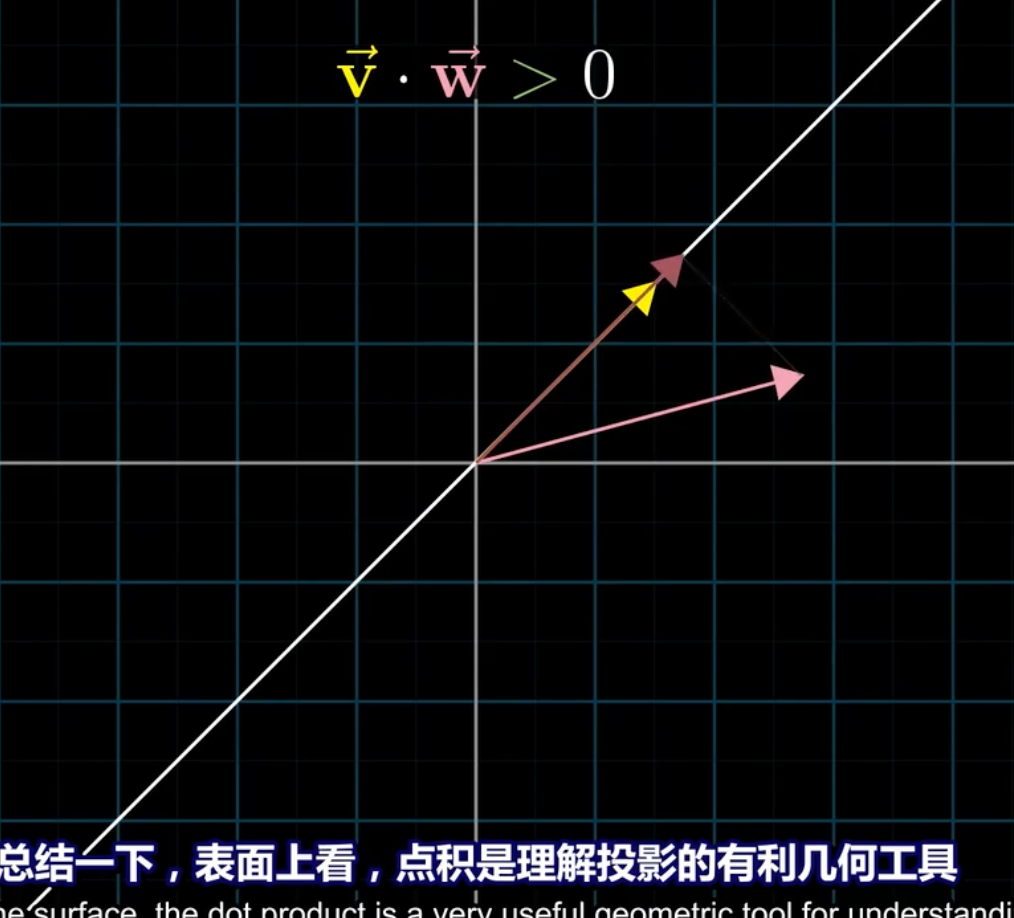 v⃗ · w⃗ > 0
总结一下，表面上看，点积是理解投影的有利几何工具
surface, the dot product is a very useful geometric tool for